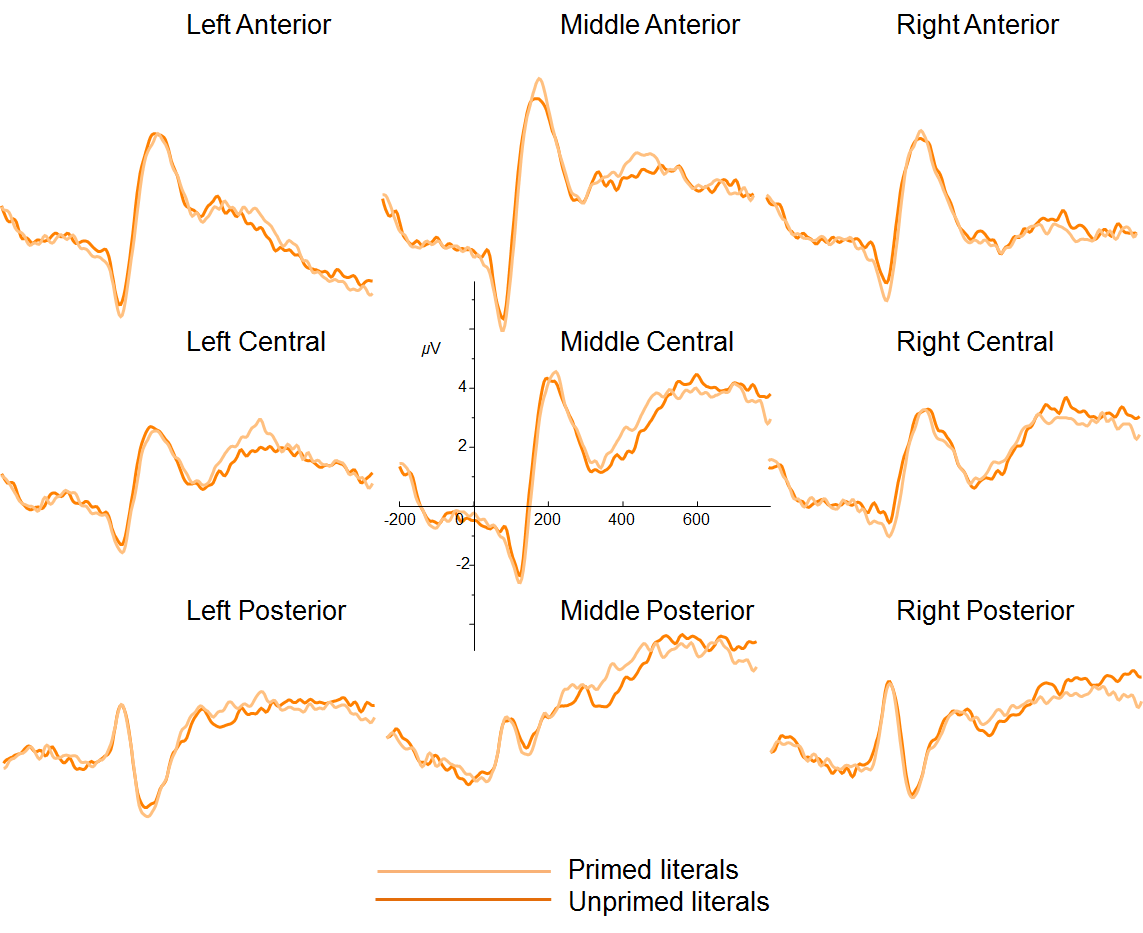 Left Anterior
Middle Anterior
Right Anterior
Left Central
Middle Central
Right Central
µV
4
2
-200
0
200
400
600
-2
Left Posterior
Middle Posterior
Right Posterior
Primed literals
Unprimed literals